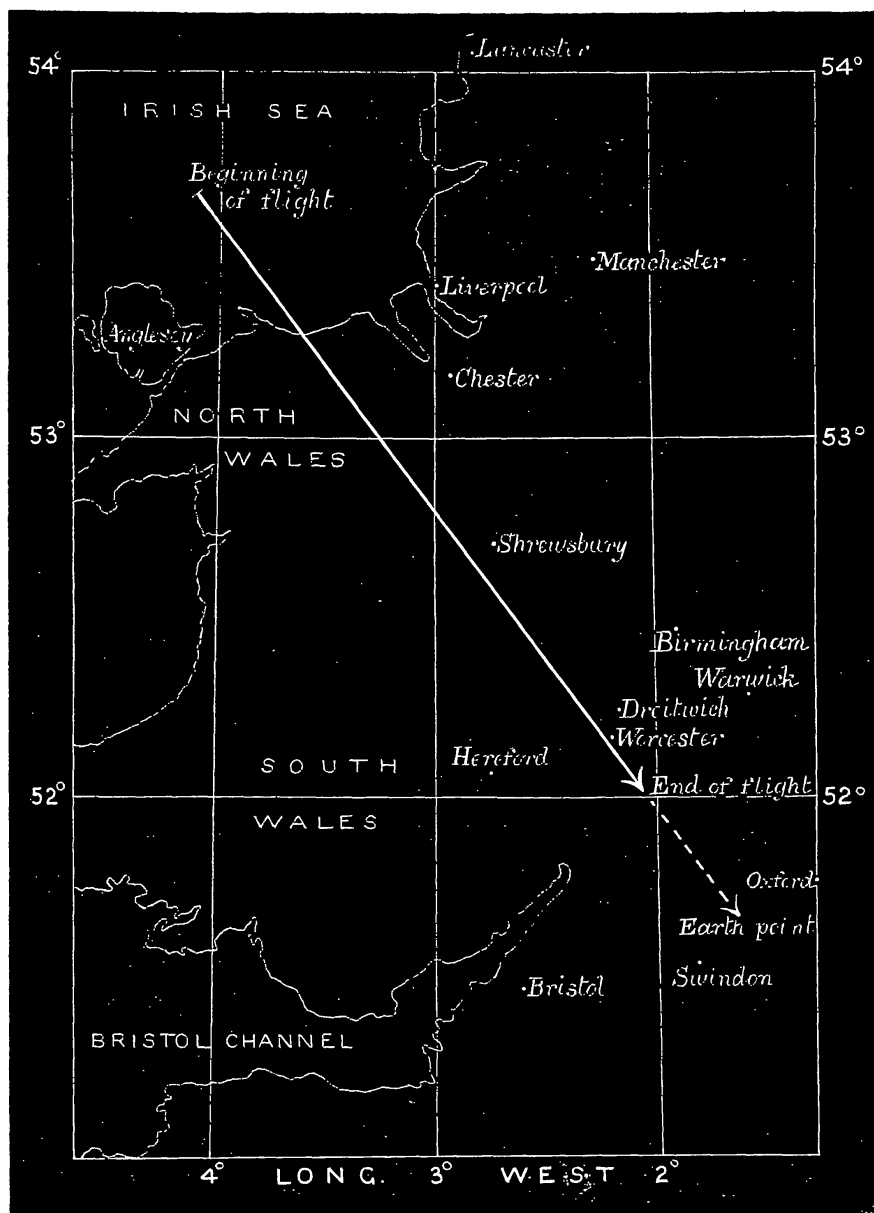 Lancaster
54° 54°
IRISH SEA
Beginning
of flight
Manchester
Liverpool
Anglesey
Chester
NORTH
53° 53°
WALES
Shrewsbury
Birmingham
Warwick
Droitwich
Worcester
Hereford
SOUTH
End of flight
52° 52°
WALES
Oxford
Earth point
Swindon
Bristol
BRISTOL CHANNEL
4° LONG. 3° WEST 2°